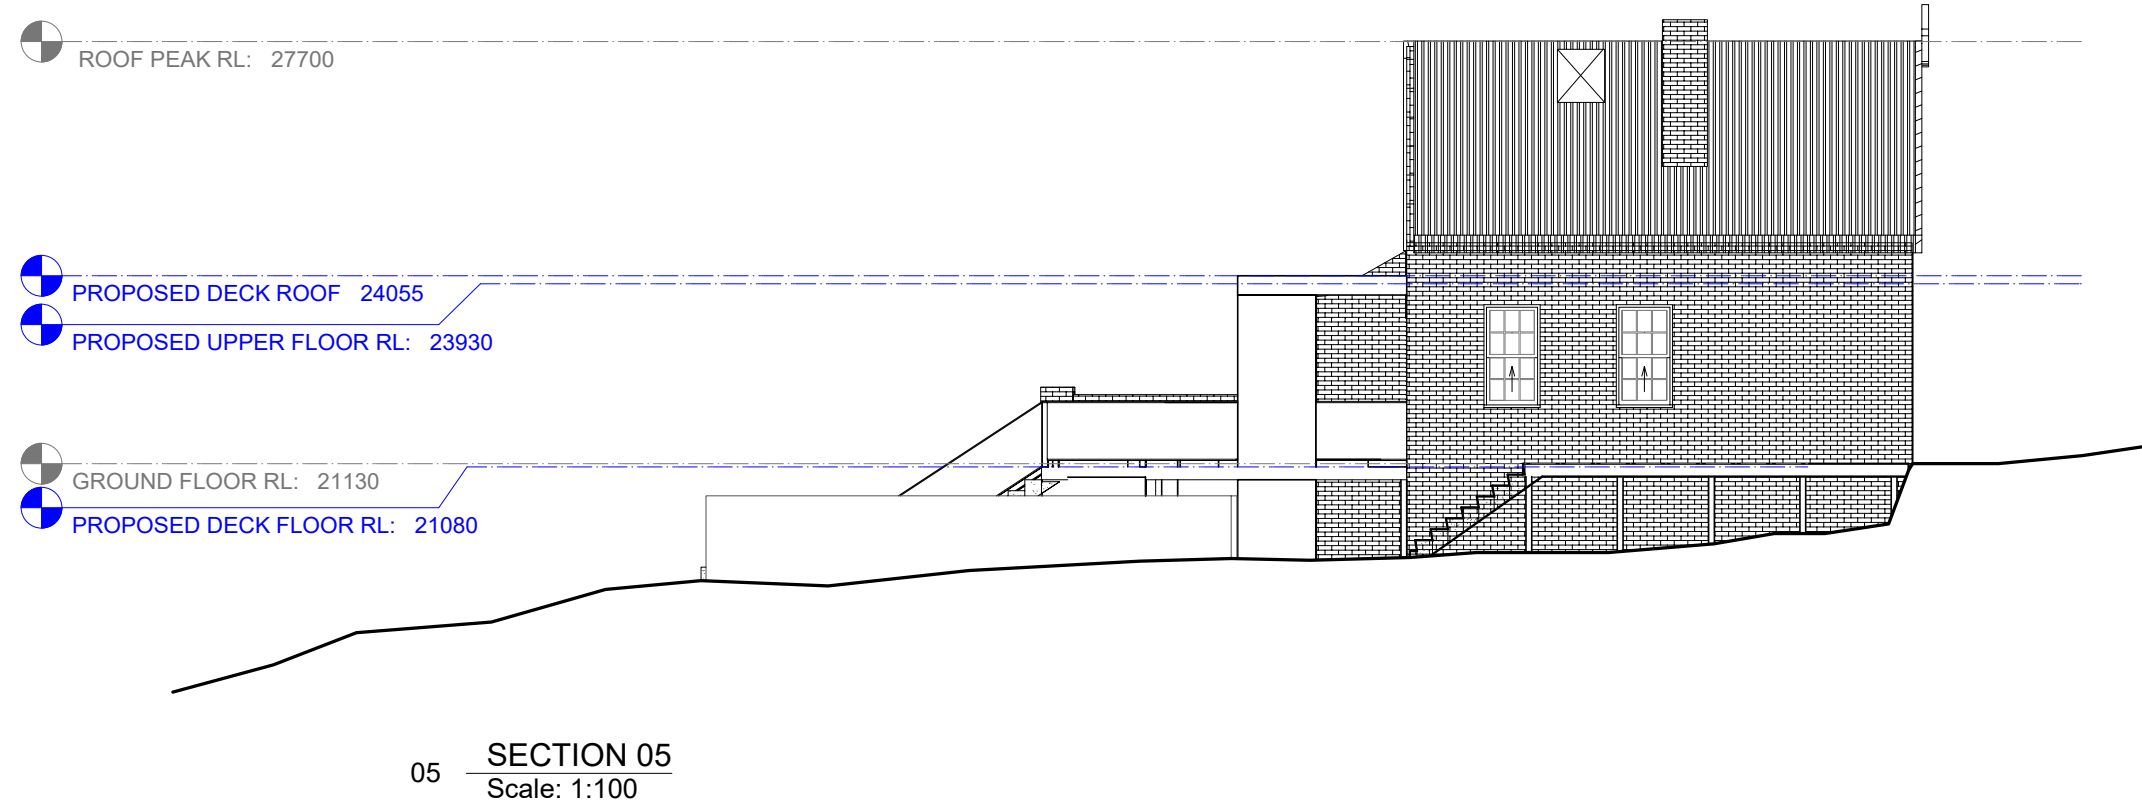 ROOF PEAK RL: 27700
PROPOSED DECK ROOF 24055
PROPOSED UPPER FLOOR RL: 23930
GROUND FLOOR RL: 21130
PROPOSED DECK FLOOR RL: 21080
05 SECTION 05
Scale: 1:100